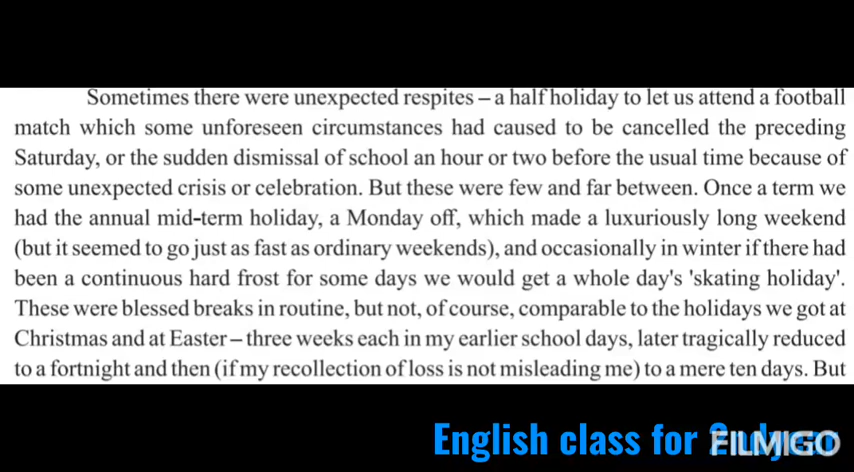 Sometimes there were unexpected respites – a half holiday to let us attend a football
match which some unforeseen circumstances had caused to be cancelled the preceding
Saturday, or the sudden dismissal of school an hour or two before the usual time because of
some unexpected crisis or celebration. But these were few and far between. Once a term we
had the annual mid-term holiday, a Monday off, which made a luxuriously long weekend
(but it seemed to go just as fast as ordinary weekends), and occasionally in winter if there had
been a continuous hard frost for some days we would get a whole day's 'skating holiday'.
These were blessed breaks in routine, but not, of course, comparable to the holidays we got at
Christmas and at Easter – three weeks each in my earlier school days, later tragically reduced
to a fortnight and then (if my recollection of loss is not misleading me) to a mere ten days. But
English class for 2ndyear
FILMIGO